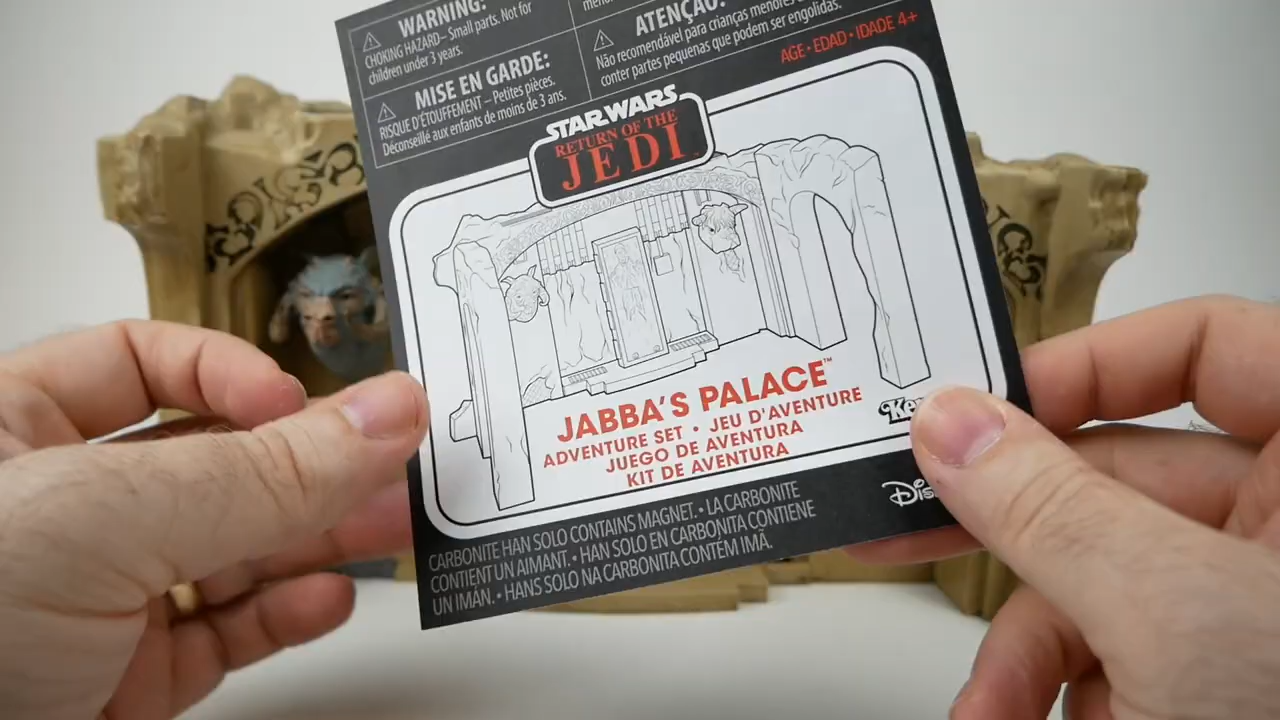 WARNING:
CHOKING HAZARD– Small parts. Not for
children under 3 years.
MISE EN GARDE:
RISQUE D'ÉTOUFFEMENT – Petites pièces.
Déconseillé aux enfants de moins de 3 ans.
ATENÇÃO:
Não recomendável para crianças menores
conter partes pequenas que podem ser engolidas.
AGE • EDAD • IDADE 4+
STAR WARS
RETURN OF THE
JEDI
JABBA'S PALACE™
ADVENTURE SET • JEU D'AVENTURE
JUEGO DE AVENTURA
KIT DE AVENTURA
CARBONITE HAN SOLO CONTAINS MAGNET. • LA CARBONITE
CONTIENT UN AIMANT. • HAN SOLO EN CARBONITA CONTIENE
UN IMÁN. • HANS SOLO NA CARBONITA CONTÉM IMÃ.